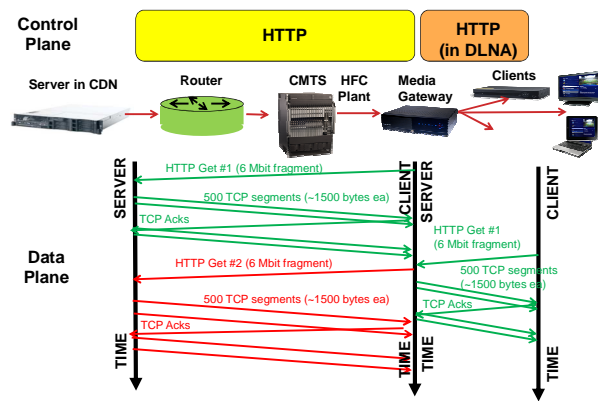 Control
Plane
HTTP
HTTP
(in DLNA)
Server in CDN
Router
CMTS
HFC
Plant
Media
Gateway
Clients
HTTP Get #1 (6 Mbit fragment)
SERVER
CLIENT
SERVER
CLIENT
500 TCP segments (~1500 bytes ea)
TCP Acks
HTTP Get #1
(6 Mbit fragment)
Data
Plane
HTTP Get #2 (6 Mbit fragment)
500 TCP
segments
(~1500 bytes ea)
500 TCP segments (~1500 bytes ea)
TCP Acks
TCP Acks
TIME
TIME
TIME
TIME